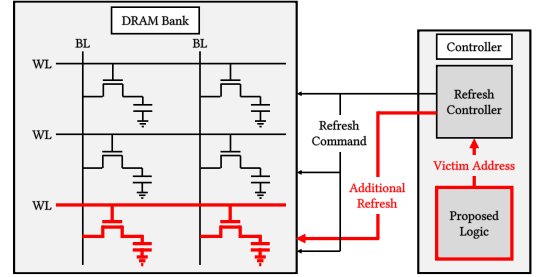 DRAM Bank
BL
BL
WL
WL
WL
Refresh
Command
Additional
Refresh
Controller
Refresh
Controller
Victim Address
Proposed
Logic